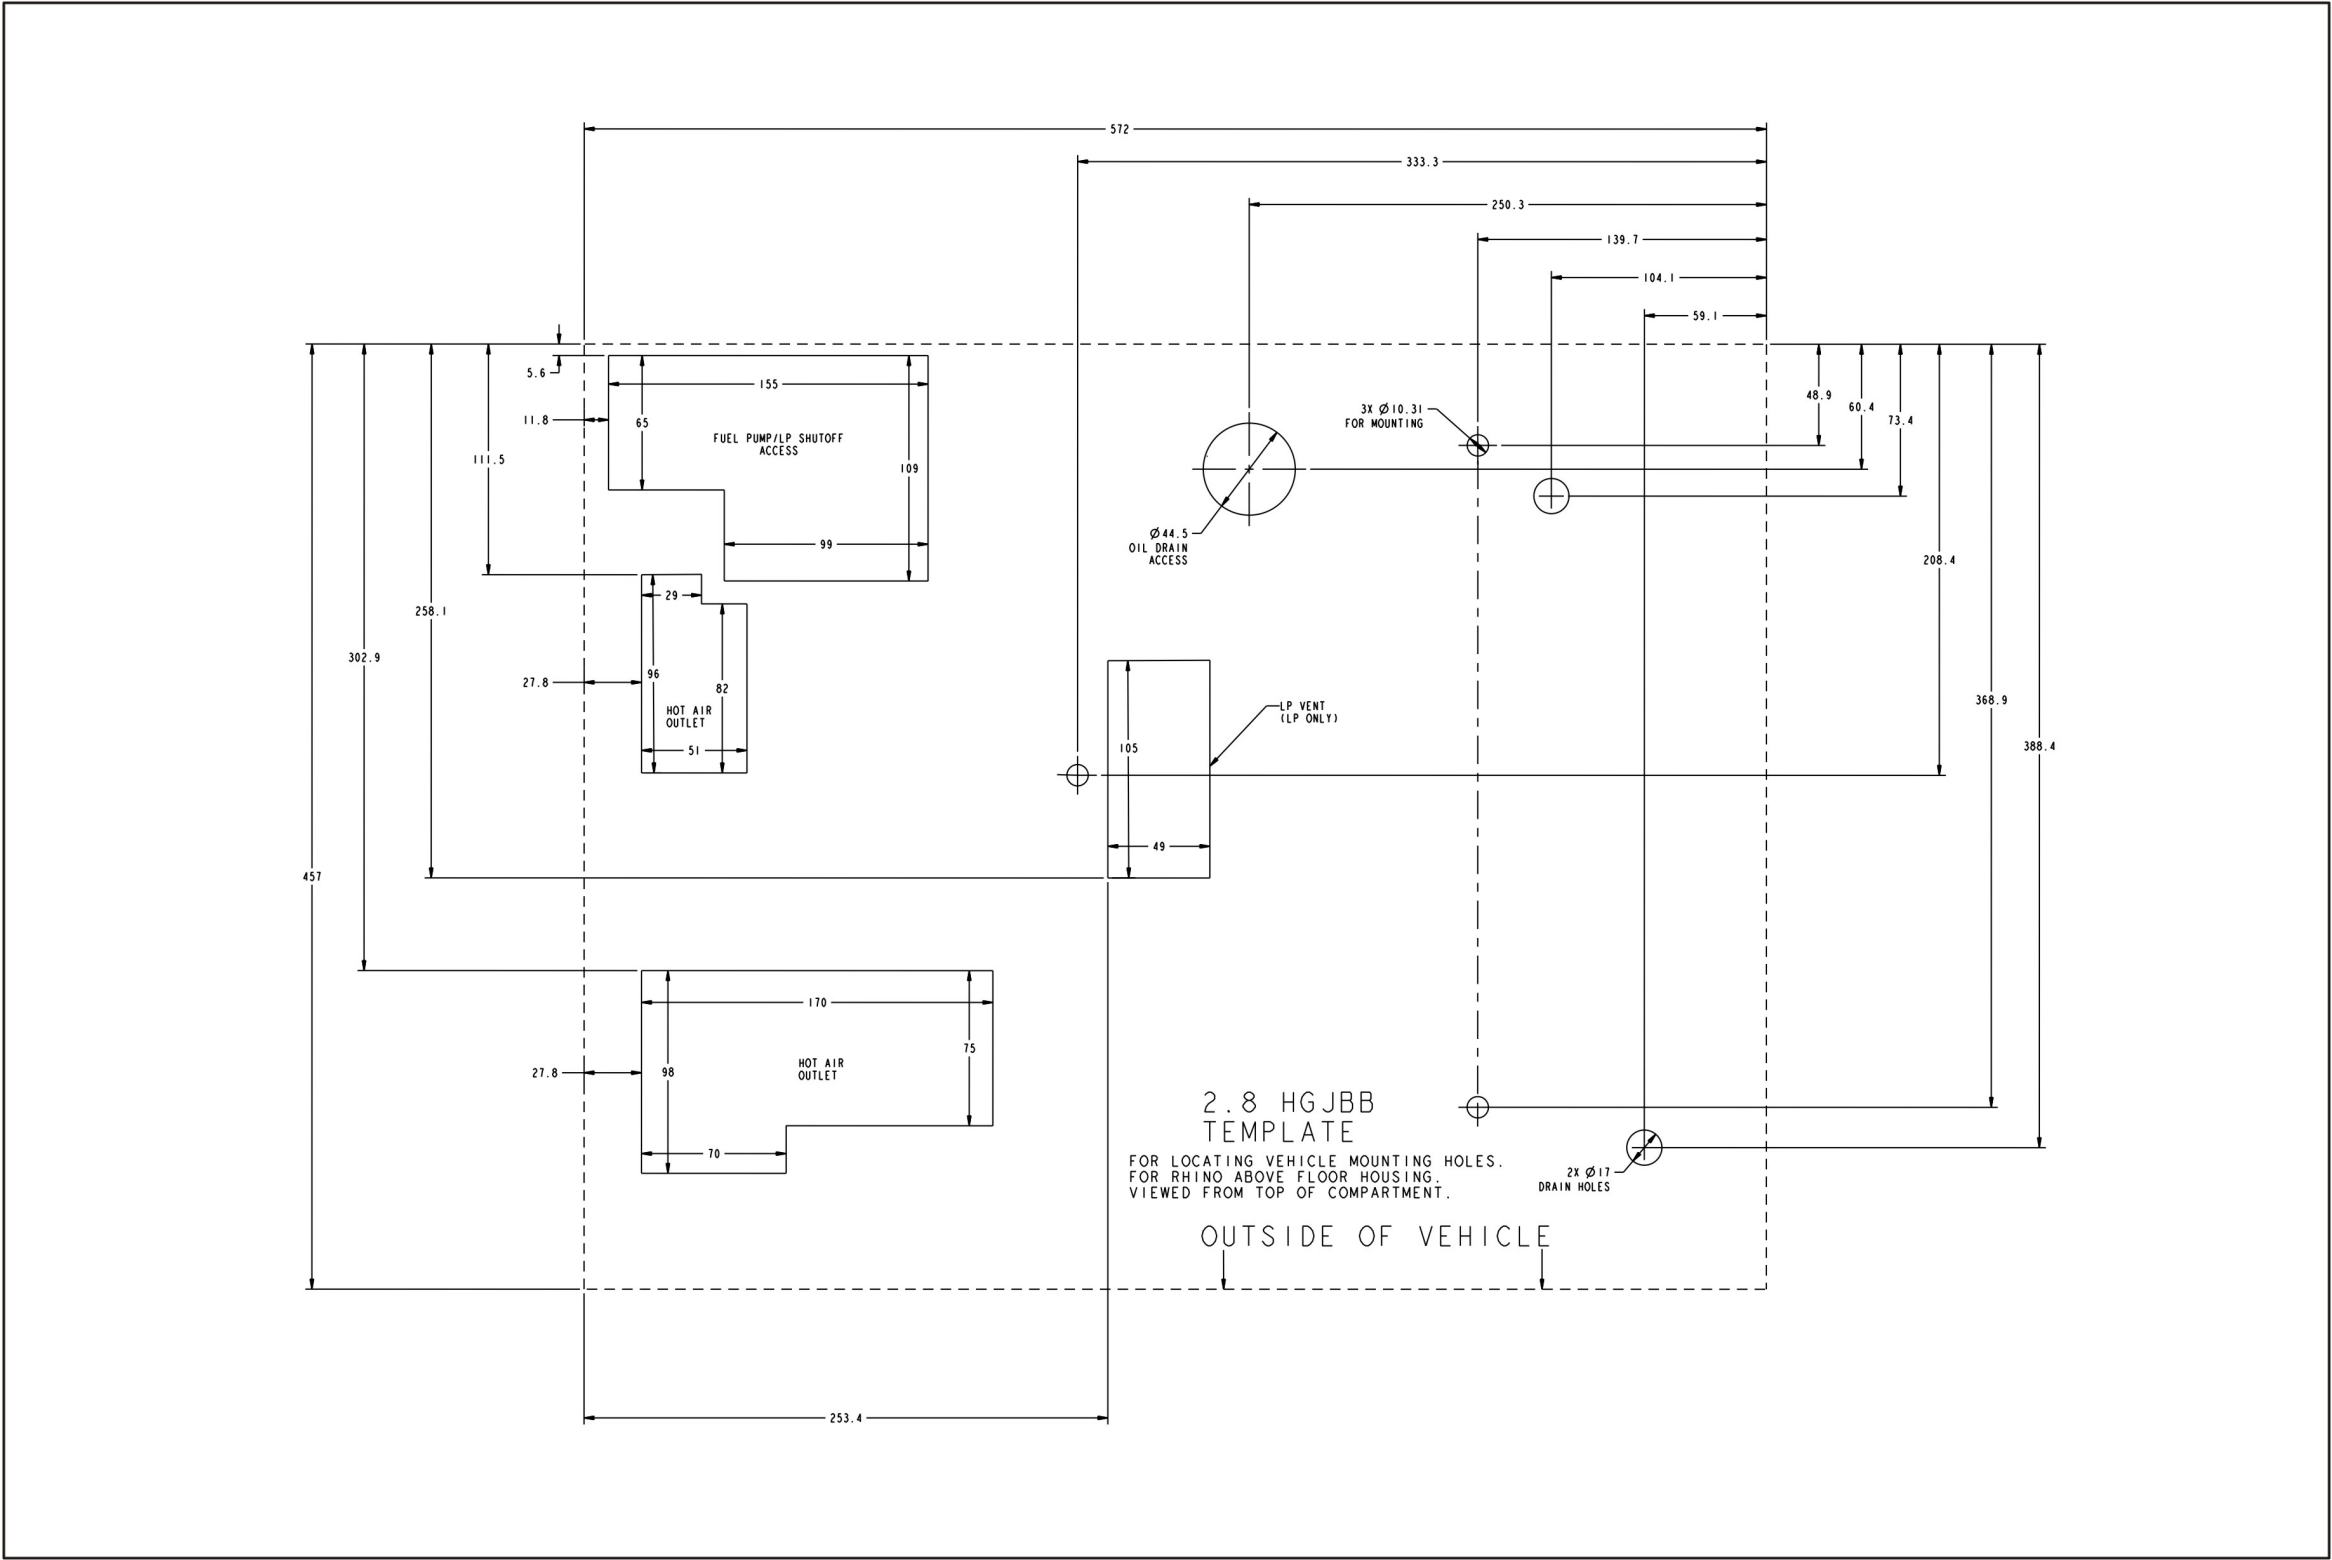 572
333.3
250.3
139.7
104.1
59.1
5.6
155
48.9
60.4
3X Ø10.31
FOR MOUNTING
11.8
65
73.4
FUEL PUMP/LP SHUTOFF
ACCESS
111.5
109
Ø44.5
OIL DRAIN
ACCESS
99
208.4
29
258.1
302.9
96
27.8
82
368.9
HOT AIR
OUTLET
LP VENT
(LP ONLY)
51
105
388.4
49
457
170
75
HOT AIR
OUTLET
27.8
98
2.8 HGJBB
TEMPLATE
70
FOR LOCATING VEHICLE MOUNTING HOLES.
FOR RHINO ABOVE FLOOR HOUSING.
VIEWED FROM TOP OF COMPARTMENT.
2X Ø17
DRAIN HOLES
OUTSIDE OF VEHICLE
253.4